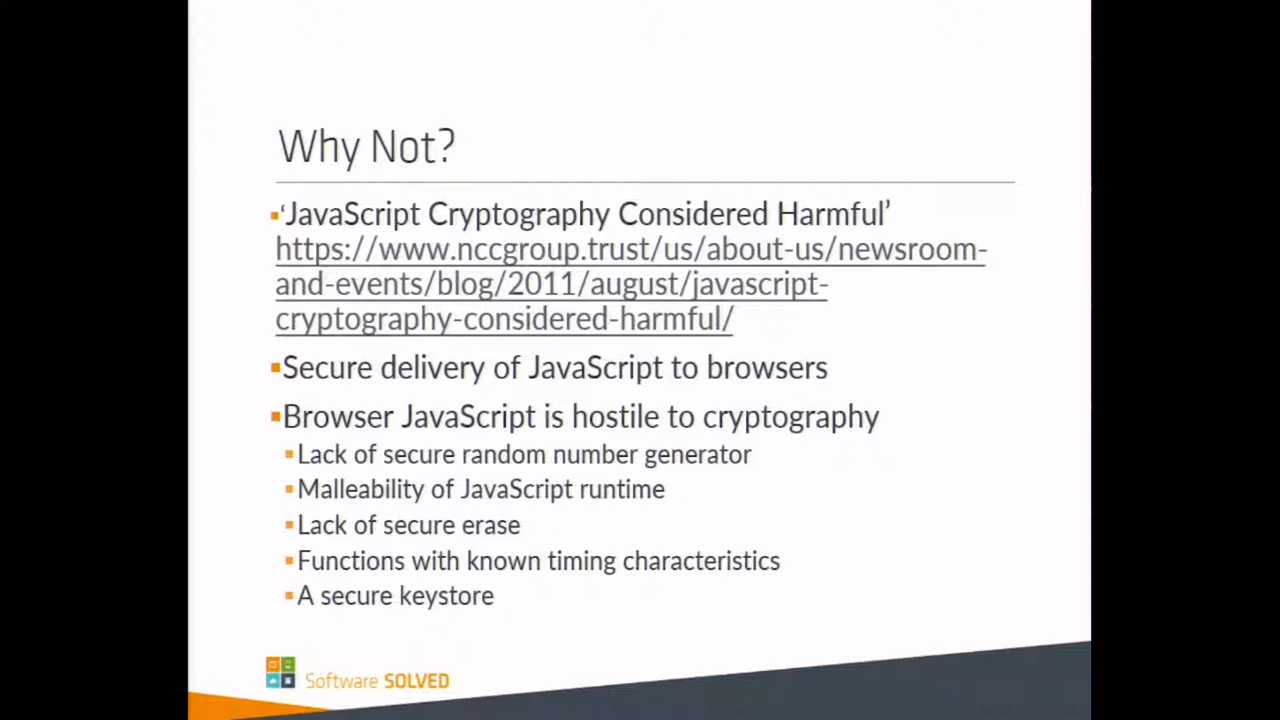 Why Not?
‘JavaScript Cryptography Considered Harmful’
https://www.nccgroup.trust/us/about-us/newsroom-
and-events/blog/2011/august/javascript-
cryptography-considered-harmful/
Secure delivery of JavaScript to browsers
Browser JavaScript is hostile to cryptography
Lack of secure random number generator
Malleability of JavaScript runtime
Lack of secure erase
Functions with known timing characteristics
A secure keystore
Software SOLVED